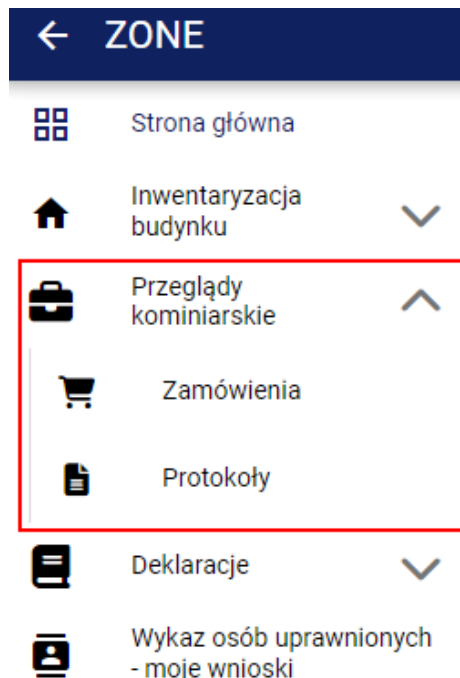 ZONE
Strona główna
Inwentaryzacja
budynku
Przeglądy
kominiarskie
Zamówienia
Protokoły
Deklaracje
Wykaz osób uprawnionych
- moje wnioski